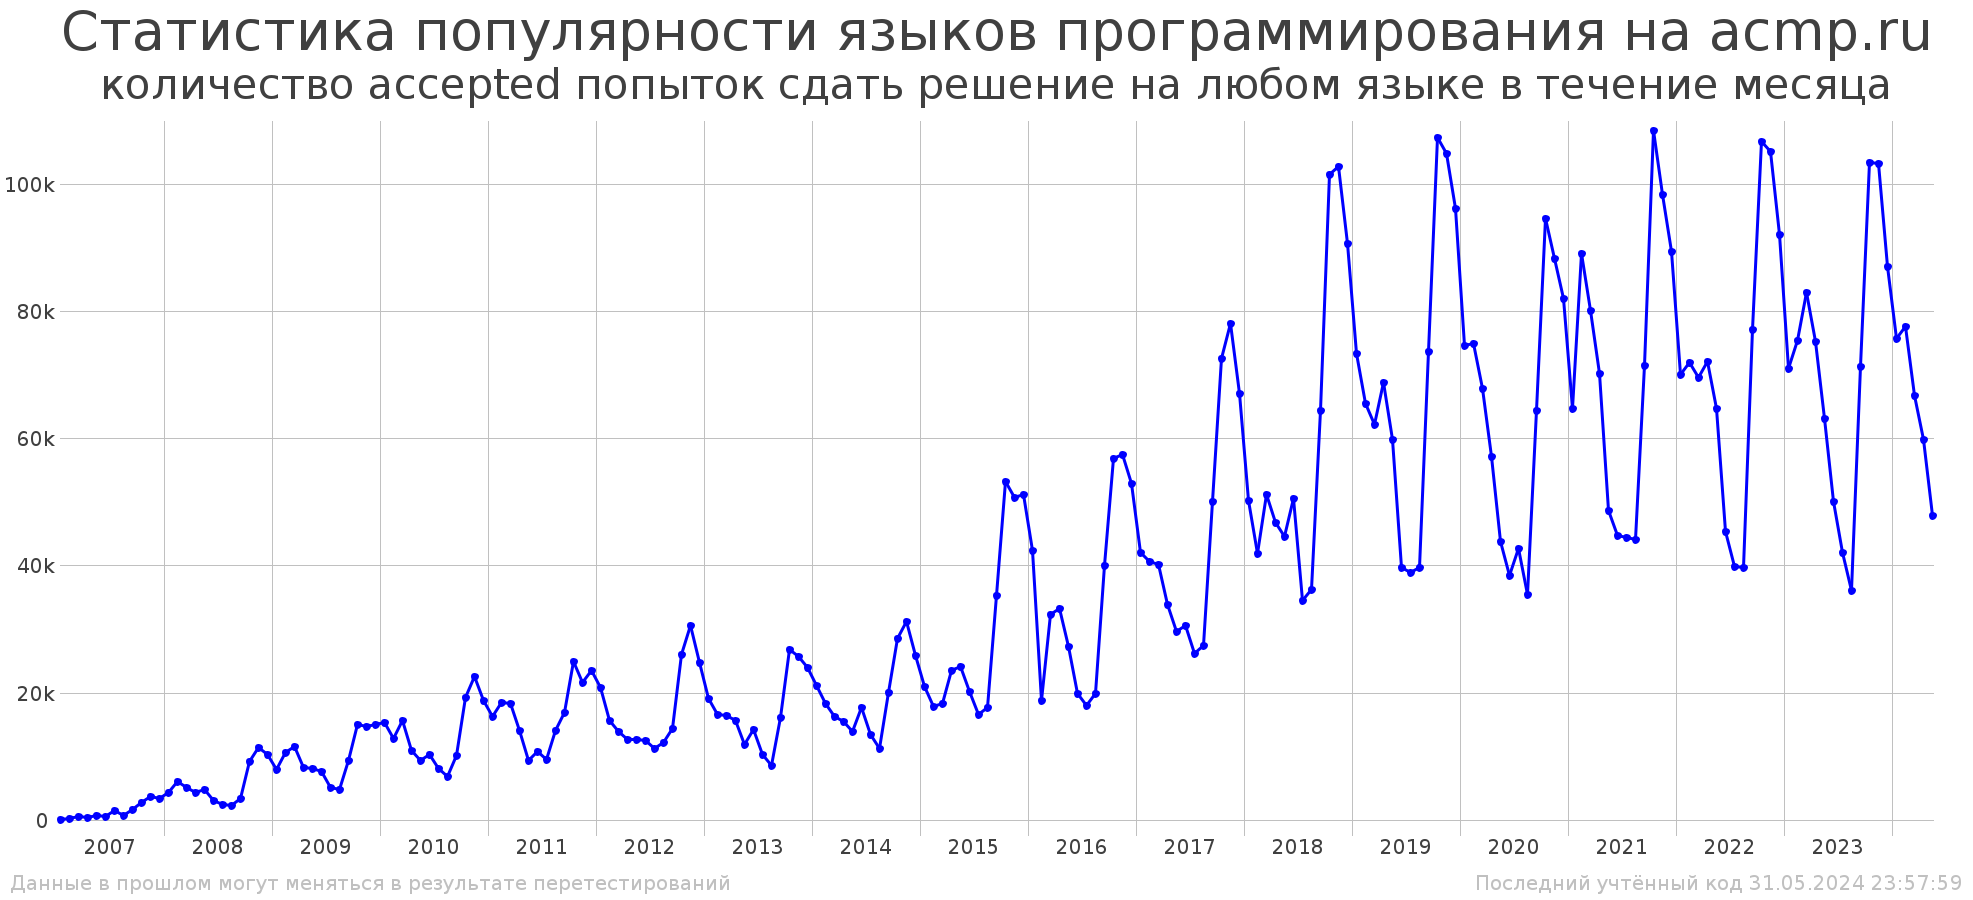 Статистика популярности языков программирования на acmp.ru
количество accepted попыток сдать решение на любом языке в течение месяца
100k
80k
60k
40k
20k
0
2007 2008 2009 2010 2011 2012 2013 2014 2015 2016 2017 2018 2019 2020 2021 2022 2023
Данные в прошлом могут меняться в результате перетестирований
Последний учтённый код 31.05.2024 23:57:59